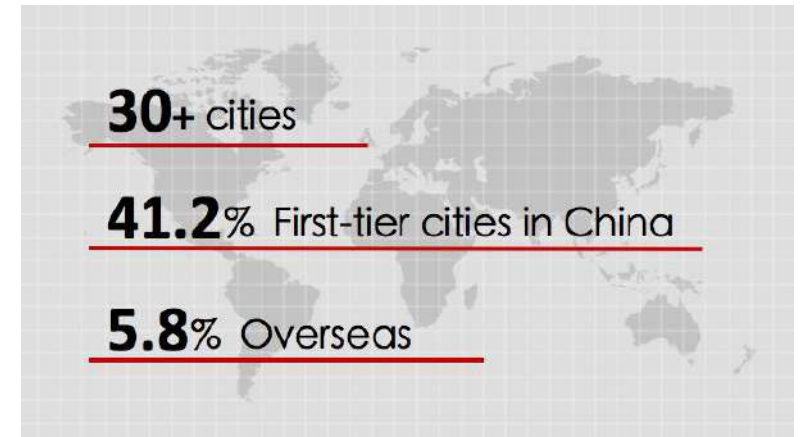 30+ cities
41.2% First-tier cities in China
5.8% Overseas